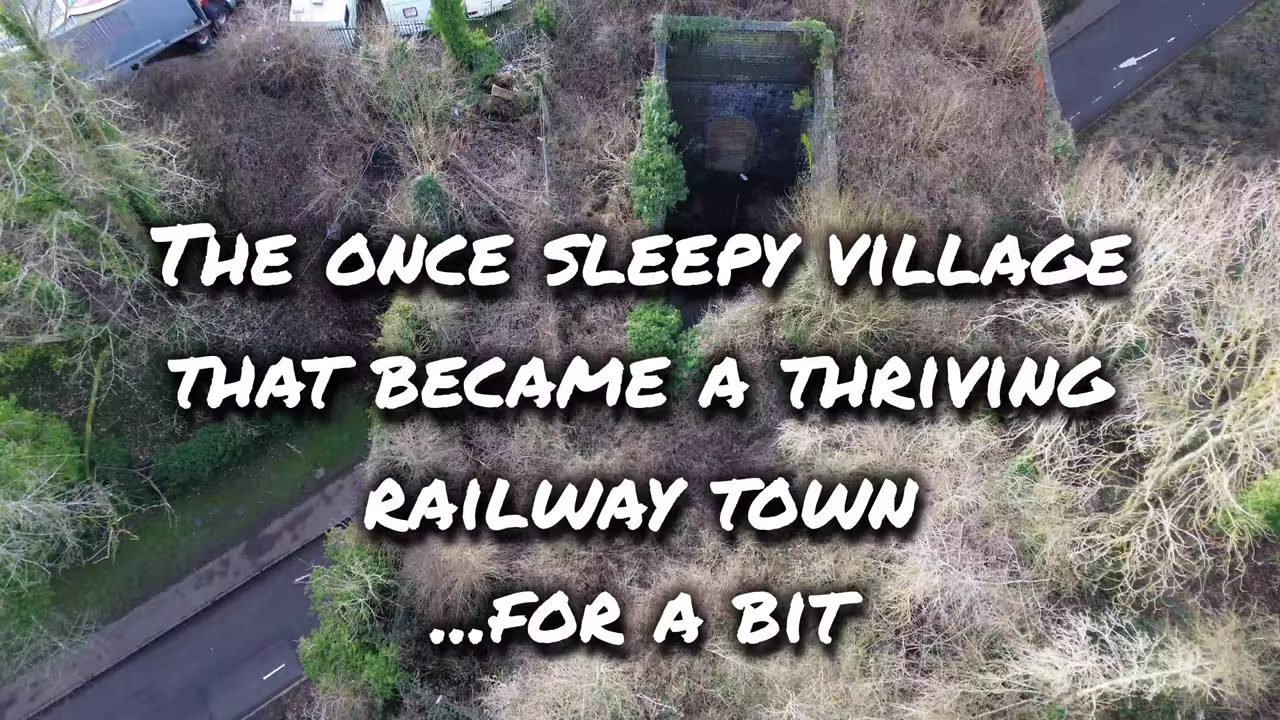 The once sleepy village
that became a thriving
railway town
...for a bit